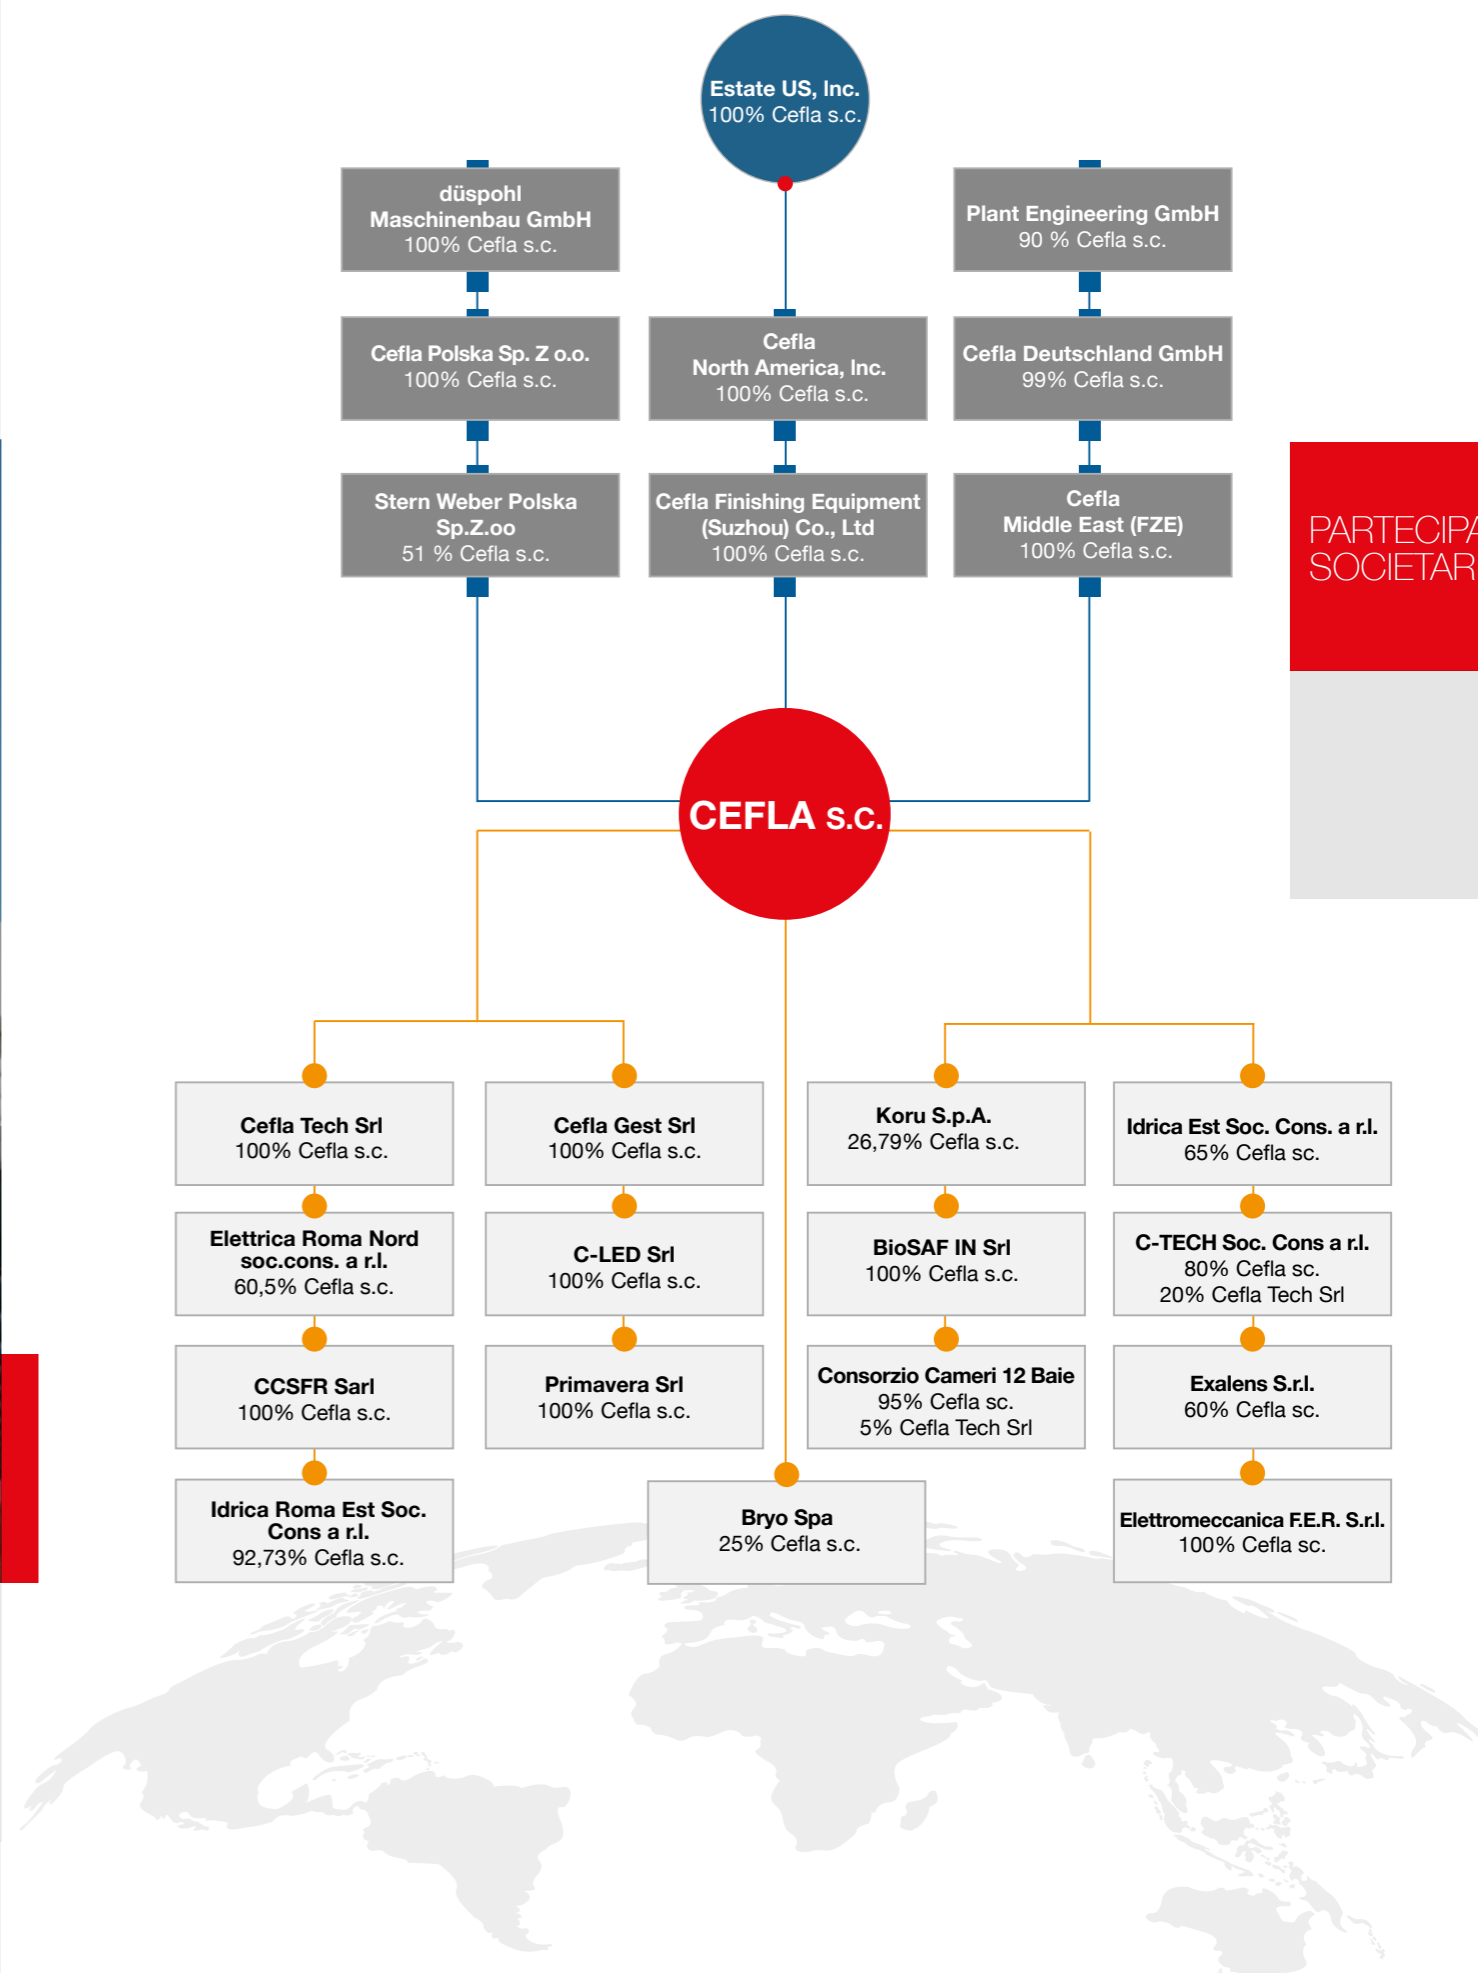 Estate US, Inc.
100% Cefla s.c.
düspohl
Maschinenbau GmbH
100% Cefla s.c.
Plant Engineering GmbH
90 % Cefla s.c.
Cefla Polska Sp. Z o.o.
100% Cefla s.c.
Cefla
North America, Inc.
100% Cefla s.c.
Cefla Deutschland GmbH
99% Cefla s.c.
Stern Weber Polska
Sp.Z.oo
51 % Cefla s.c.
Cefla Finishing Equipment
(Suzhou) Co., Ltd
100% Cefla s.c.
Cefla
Middle East (FZE)
100% Cefla s.c.
PARTECIPA
SOCIETAR
CEFLA S.C.
Cefla Tech Srl
100% Cefla s.c.
Cefla Gest Srl
100% Cefla s.c.
Koru S.p.A.
26,79% Cefla s.c.
Idrica Est Soc. Cons. a r.l.
65% Cefla sc.
Elettrica Roma Nord
soc.cons. a r.l.
60,5% Cefla s.c.
C-LED Srl
100% Cefla s.c.
BioSAF IN Srl
100% Cefla s.c.
C-TECH Soc. Cons a r.l.
80% Cefla sc.
20% Cefla Tech Srl
CCSFR Sarl
100% Cefla s.c.
Primavera Srl
100% Cefla s.c.
Consorzio Cameri 12 Baie
95% Cefla sc.
5% Cefla Tech Srl
Exalens S.r.l.
60% Cefla sc.
Idrica Roma Est Soc.
Cons a r.l.
92,73% Cefla s.c.
Bryo Spa
25% Cefla s.c.
Elettromeccanica F.E.R. S.r.l.
100% Cefla sc.